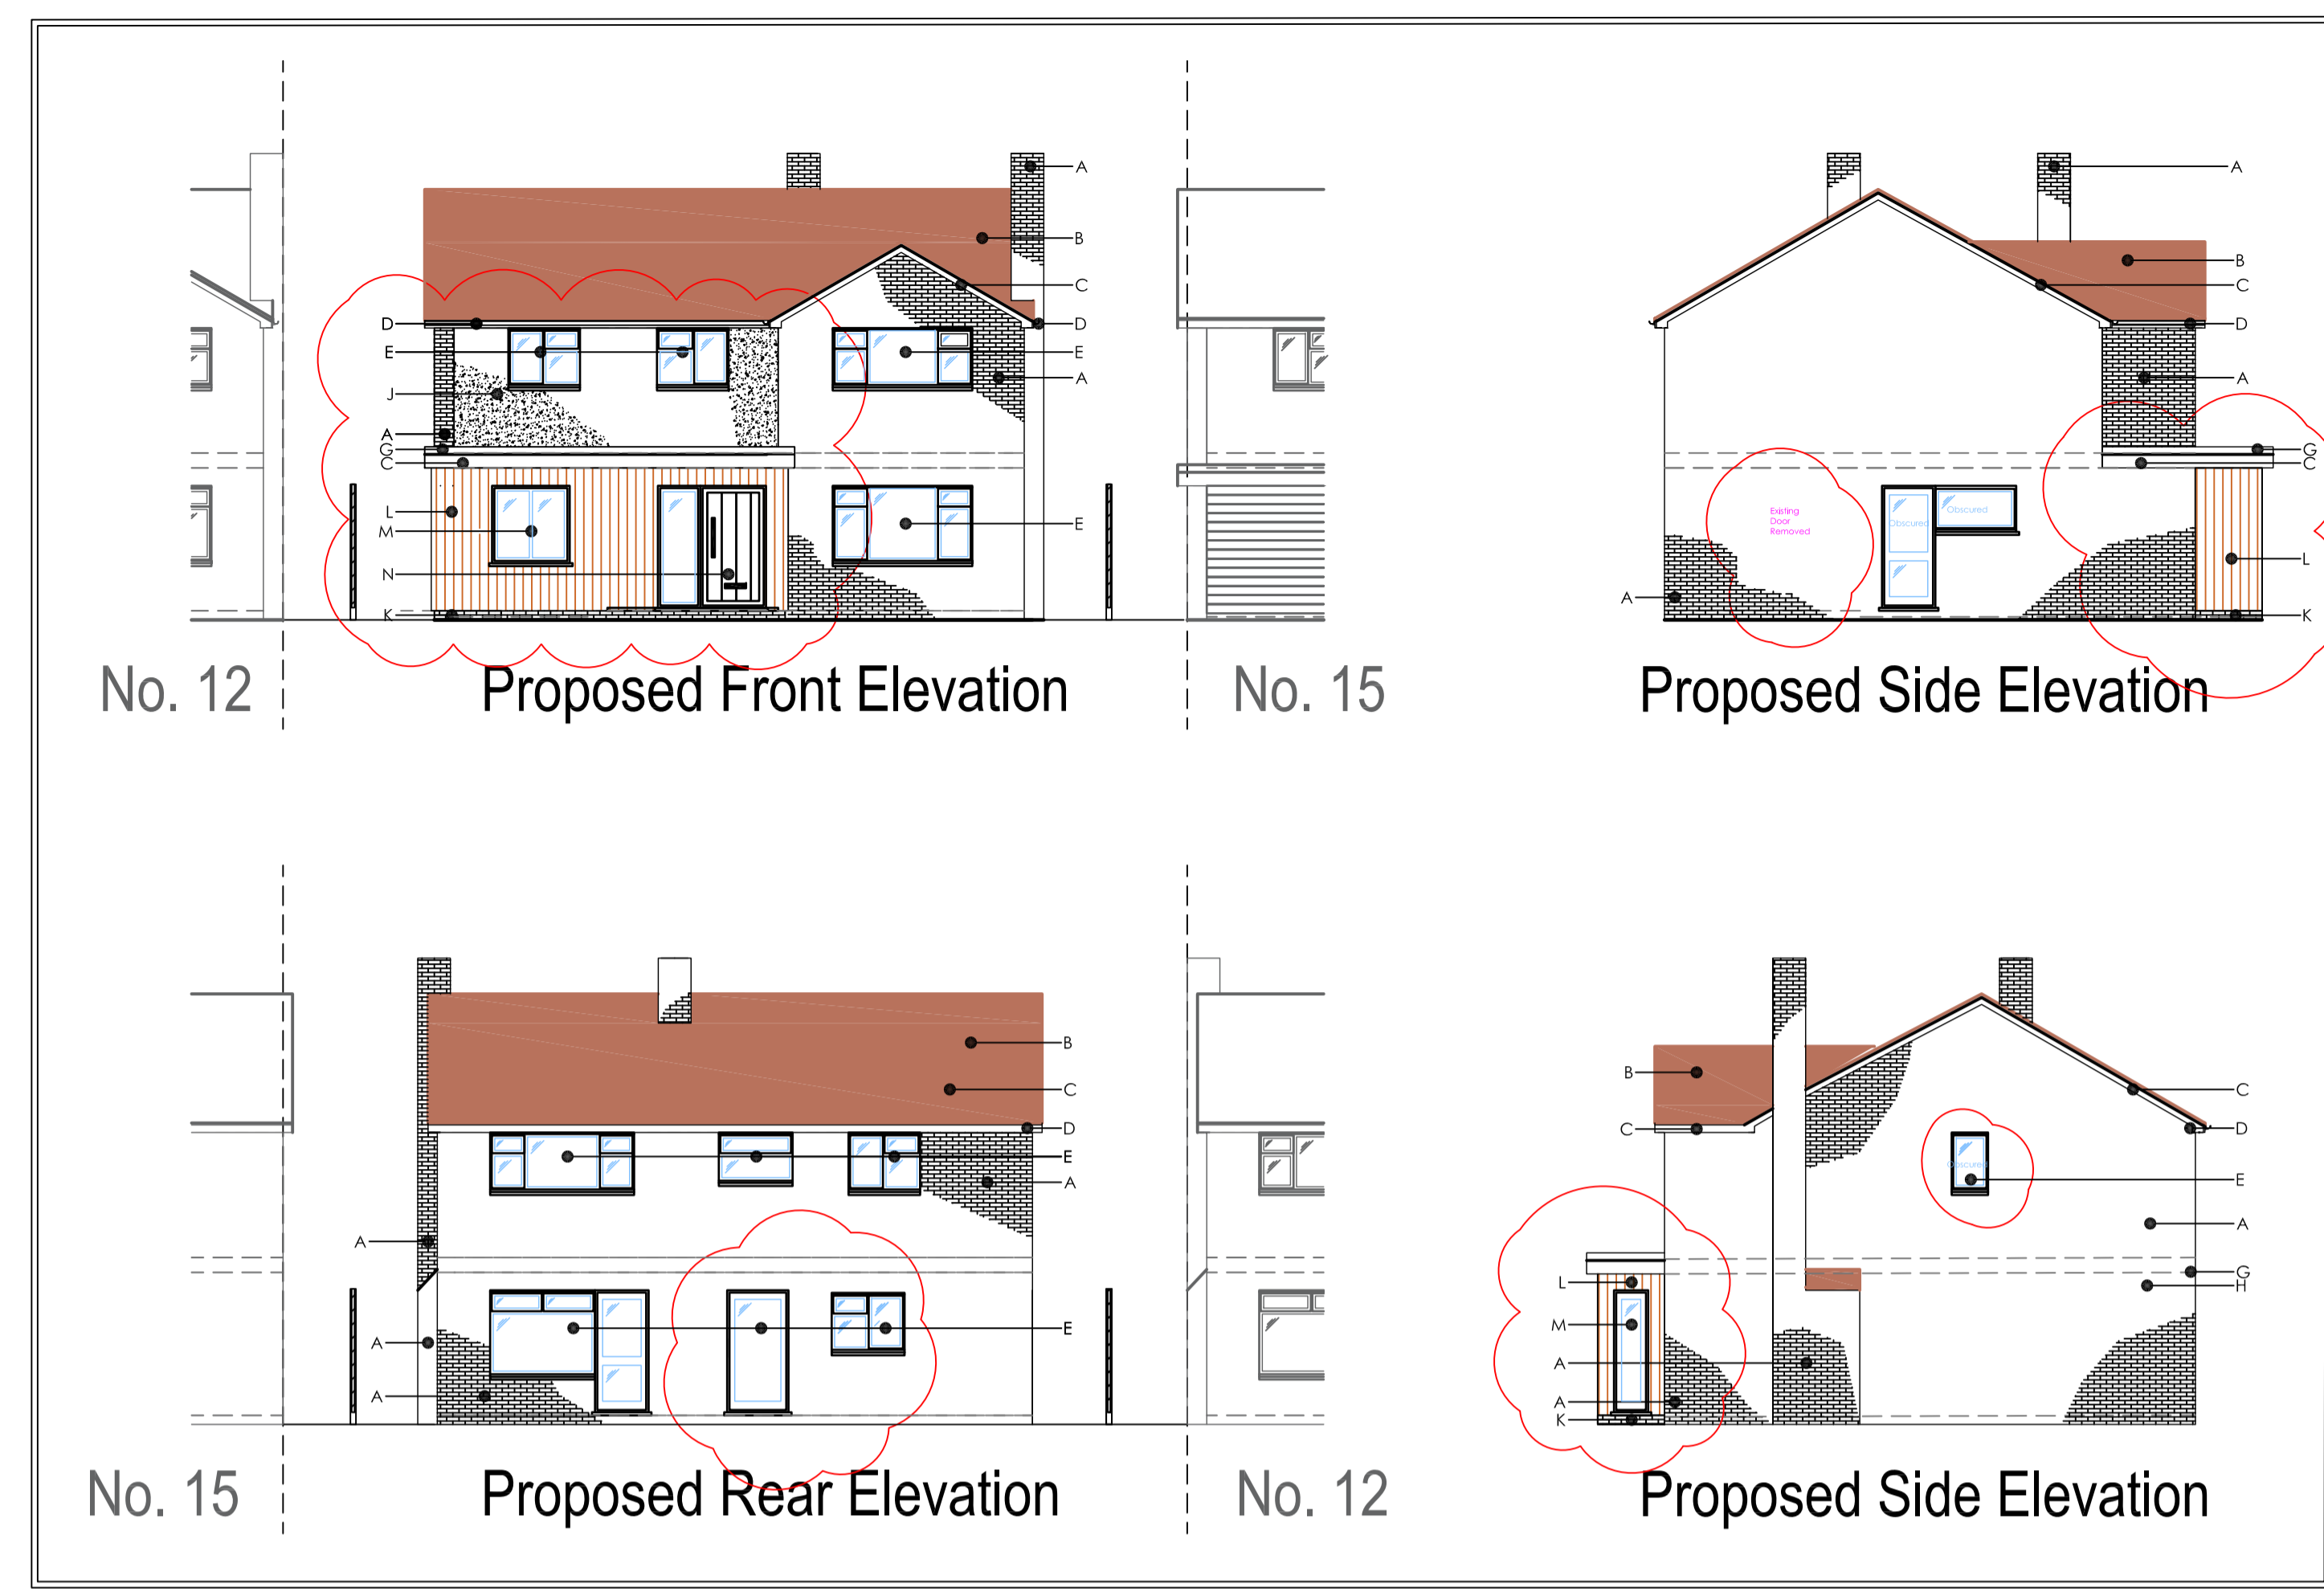 A
B
C
D
D
E
E
A
J
A
G
C
L
M
E
N
K
No. 12
Proposed Front Elevation
No. 15
A
B
C
D
A
G
C
Existing
Door
Removed
Obscured
Obscured
L
A
K
Proposed Side Elevation
B
C
D
E
A
A
A
E
A
No. 15
Proposed Rear Elevation
No. 12
B
C
C
D
Obscured
E
A
G
H
L
M
A
A
K
Proposed Side Elevation